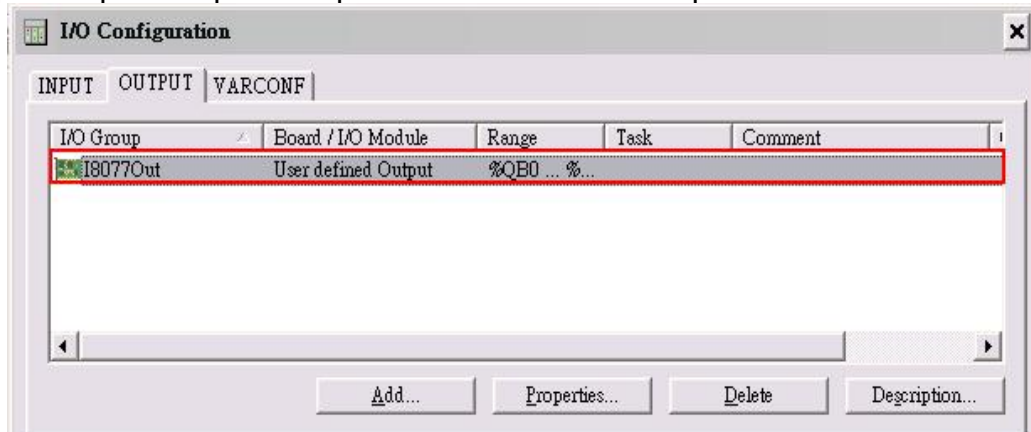 I/O Configuration
INPUT OUTPUT VARCONF
I/O Group Board / I/O Module Range Task Comment
I8077Out User defined Output %QB0 ... %...
Add... Properties... Delete Description...